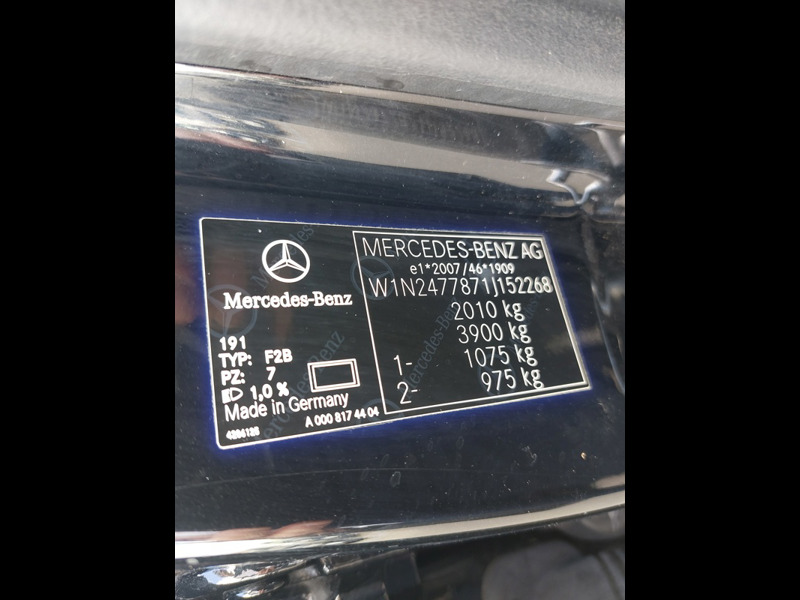 Mercedes-Benz
191
TYP: F2B
PZ: 7
1,0 %
Made in Germany
4286128
A 000 817 44 04
MERCEDES-BENZ AG
e1*2007/46*1909
W1N2477871J152268
2010 kg
3900 kg
1- 1075 kg
2- 975 kg